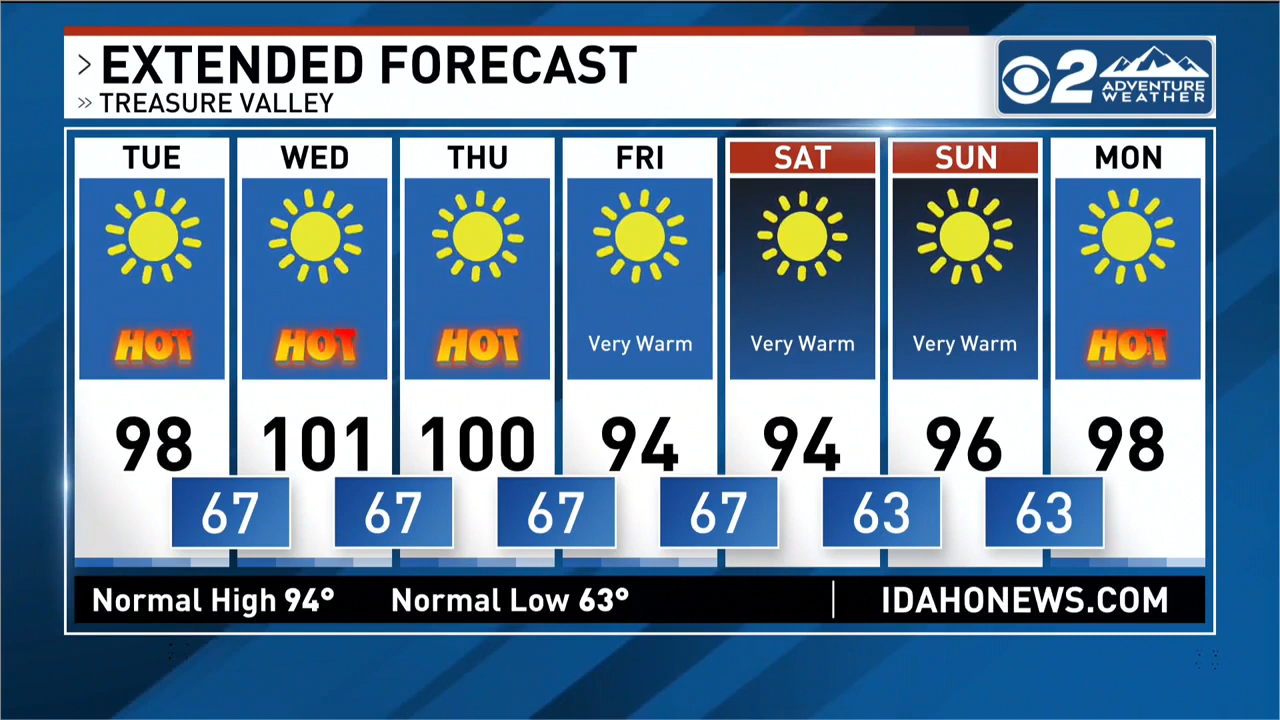 > EXTENDED FORECAST
» TREASURE VALLEY
2 ADVENTURE
WEATHER
TUE WED THU FRI SAT SUN MON
HOT HOT HOT Very Warm Very Warm Very Warm HOT
98 101 100 94 94 96 98
67 67 67 67 63 63
Normal High 94° Normal Low 63° | IDAHONEWS.COM